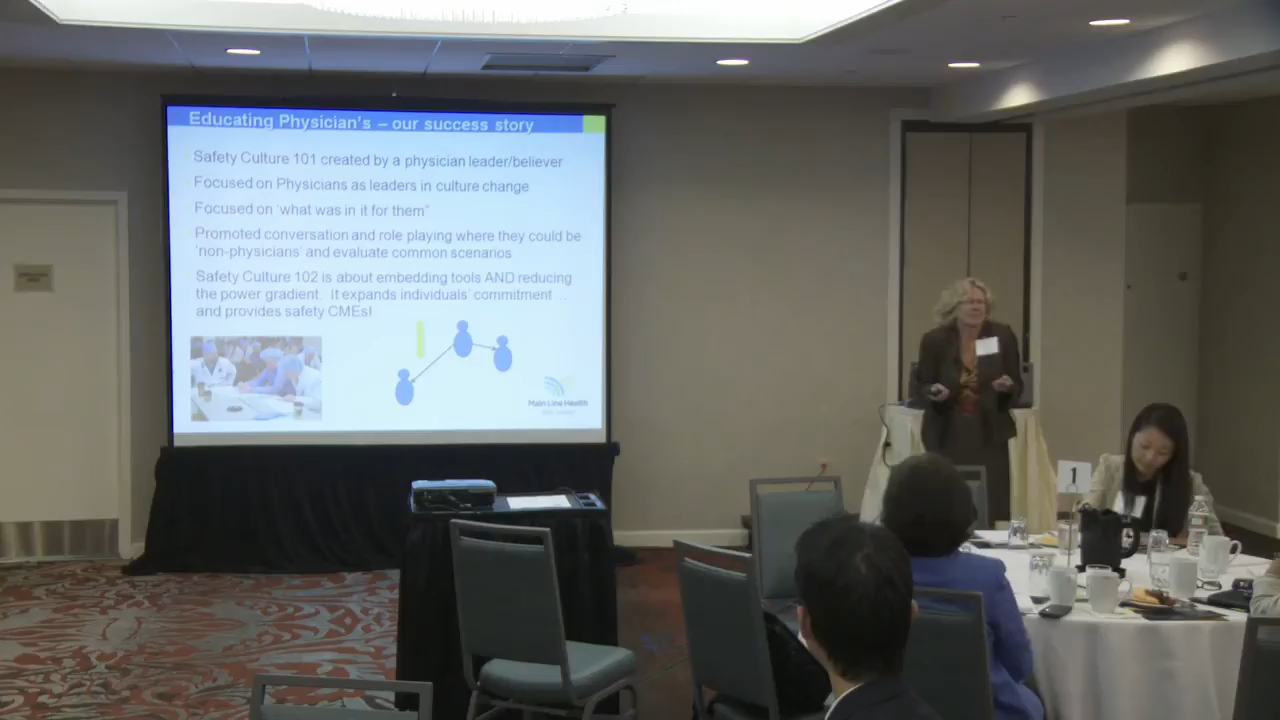 Educating Physician's – our success story
Safety Culture 101 created by a physician leader/believer
Focused on Physicians as leaders in culture change
Focused on 'what was in it for them"
Promoted conversation and role playing where they could be
'non-physicians' and evaluate common scenarios
Safety Culture 102 is about embedding tools AND reducing
the power gradient. It expands individuals' commitment …
and provides safety CMEs!
Main Line Health
1